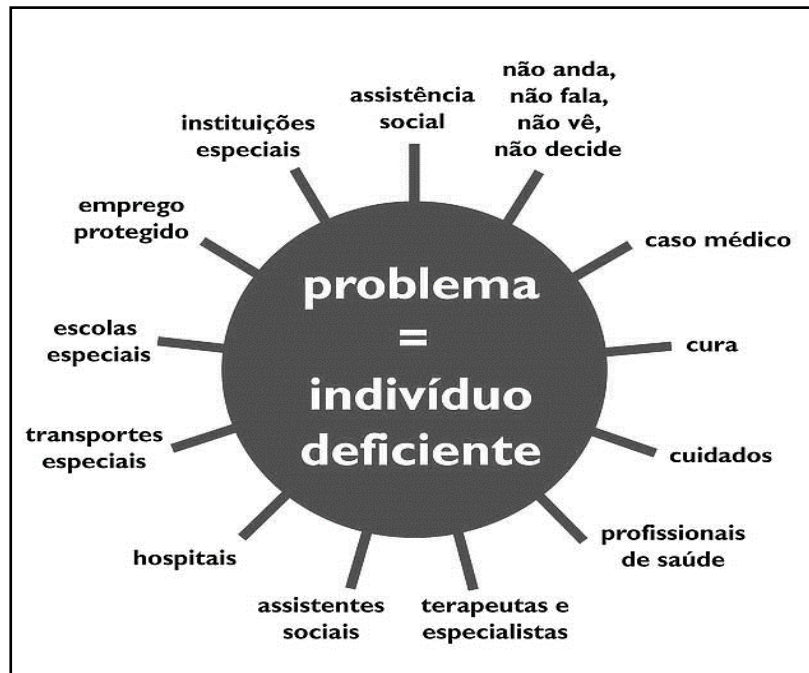 não anda,
não fala,
não vê,
não decide
assistência
social
instituições
especiais
emprego
protegido
escolas
especiais
transportes
especiais
hospitais
assistentes
sociais
terapeutas e
especialistas
profissionais
de saúde
cuidados
cura
caso médico
problema
=
indivíduo
deficiente